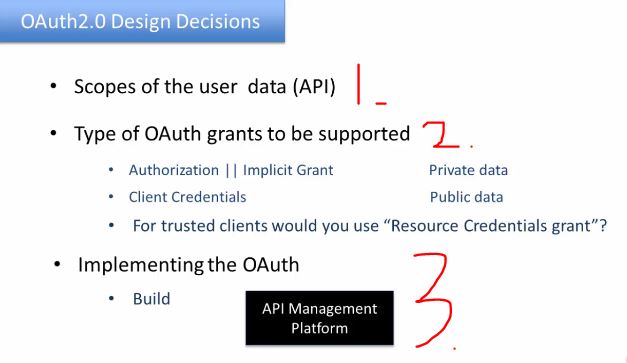 OAuth2.0 Design Decisions
• Scopes of the user data (API) 1.
• Type of OAuth grants to be supported 2.
• Authorization || Implicit Grant Private data
• Client Credentials Public data
• For trusted clients would you use “Resource Credentials grant”?
• Implementing the OAuth 3.
• Build
API Management
Platform